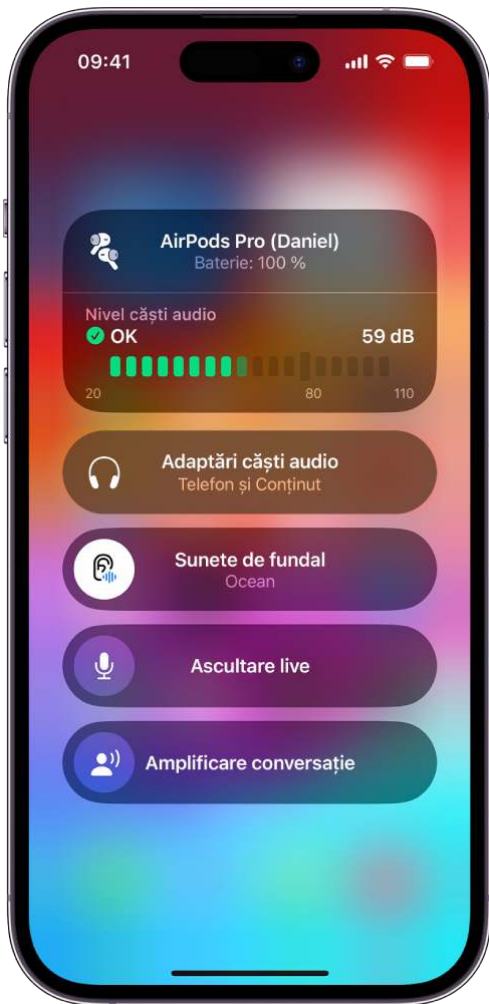 09:41
AirPods Pro (Daniel)
Baterie: 100 %
Nivel căști audio
OK 59 dB
20 80 110
Adaptări căști audio
Telefon și Conținut
Sunete de fundal
Ocean
Ascultare live
Amplificare conversație